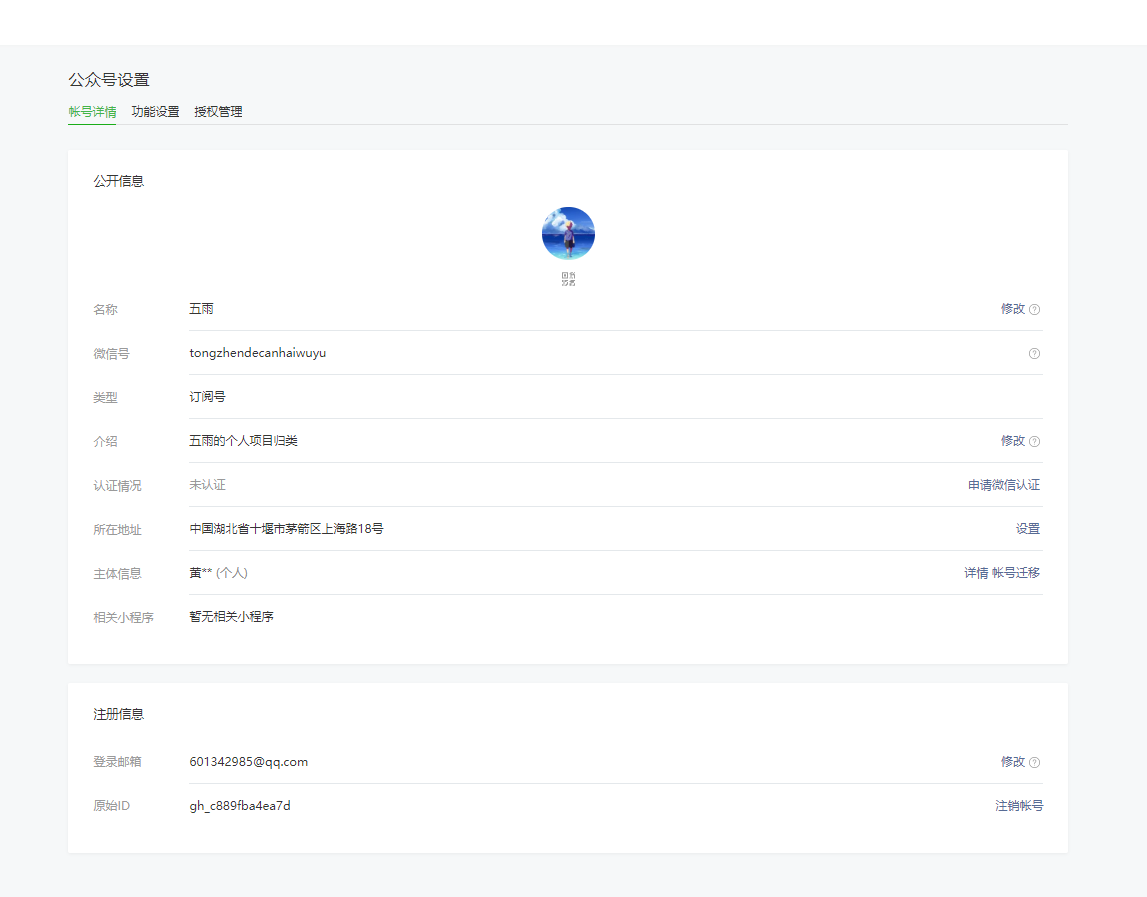 公众号设置
帐号详情 功能设置 授权管理
公开信息
名称 五雨 修改
微信号 tongzhendecanhaiwuyu
类型 订阅号
介绍 五雨的个人项目归类 修改
认证情况 未认证 申请微信认证
所在地址 中国湖北省十堰市茅箭区上海路18号 设置
主体信息 黄** (个人) 详情 帐号迁移
相关小程序 暂无相关小程序
注册信息
登录邮箱 601342985@qq.com 修改
原始ID gh_c889fba4ea7d 注销帐号